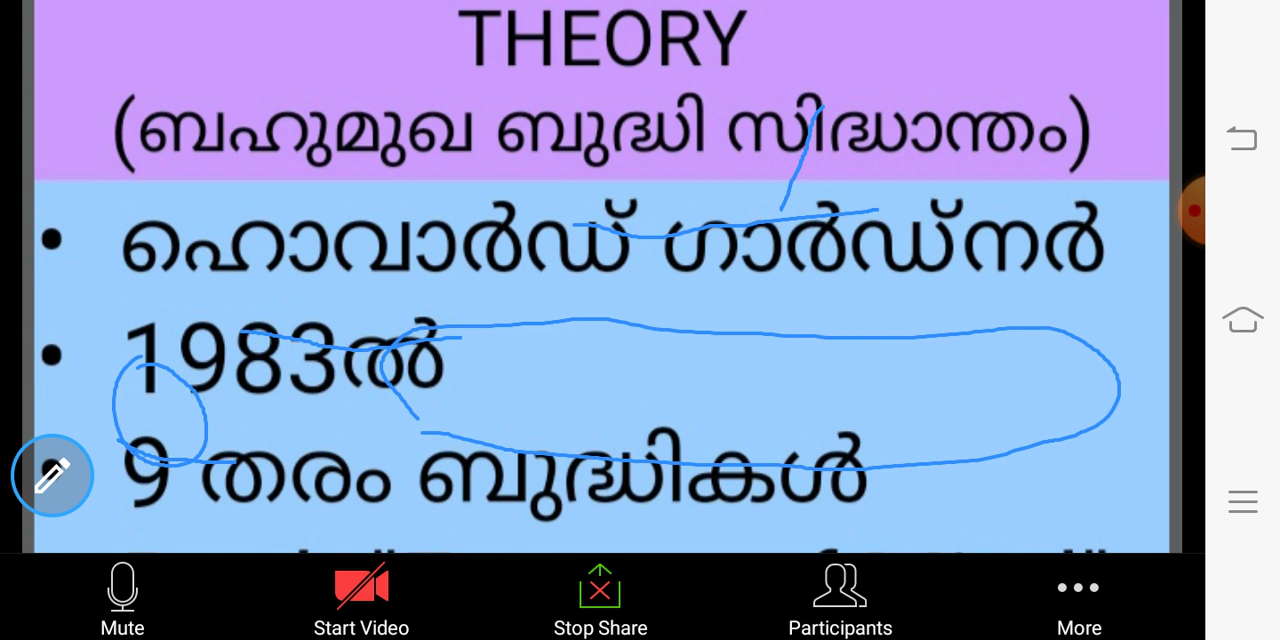 THEORY
(ബഹുമുഖ ബുദ്ധി സിദ്ധാന്തം)
• ഹൊവാർഡ് ഗാർഡ്നർ
• 1983ൽ
9 തരം ബുദ്ധികൾ
Mute
Start Video
Stop Share
Participants
More